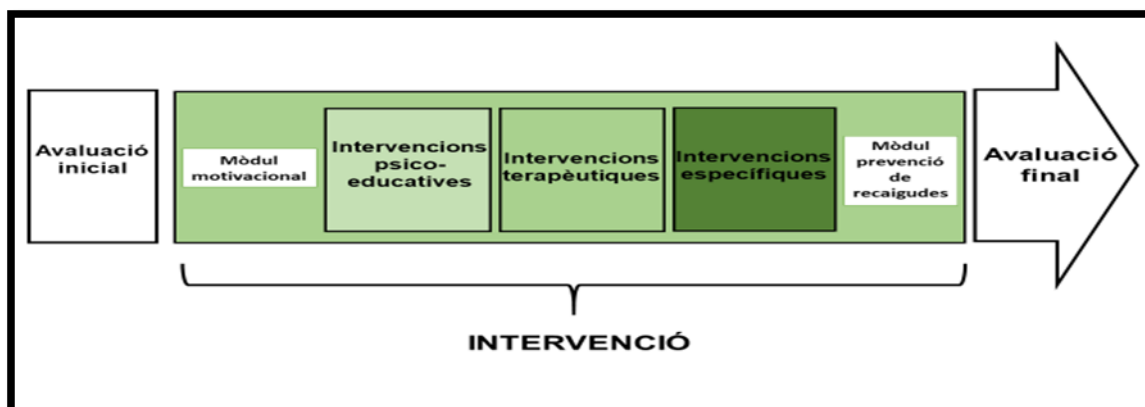 Avaluació
inicial
Mòdul
motivacional
Intervencions
psico-
educatives
Intervencions
terapèutiques
Intervencions
específiques
Mòdul
prevenció
de
recaigudes
Avaluació
final
INTERVENCIÓ